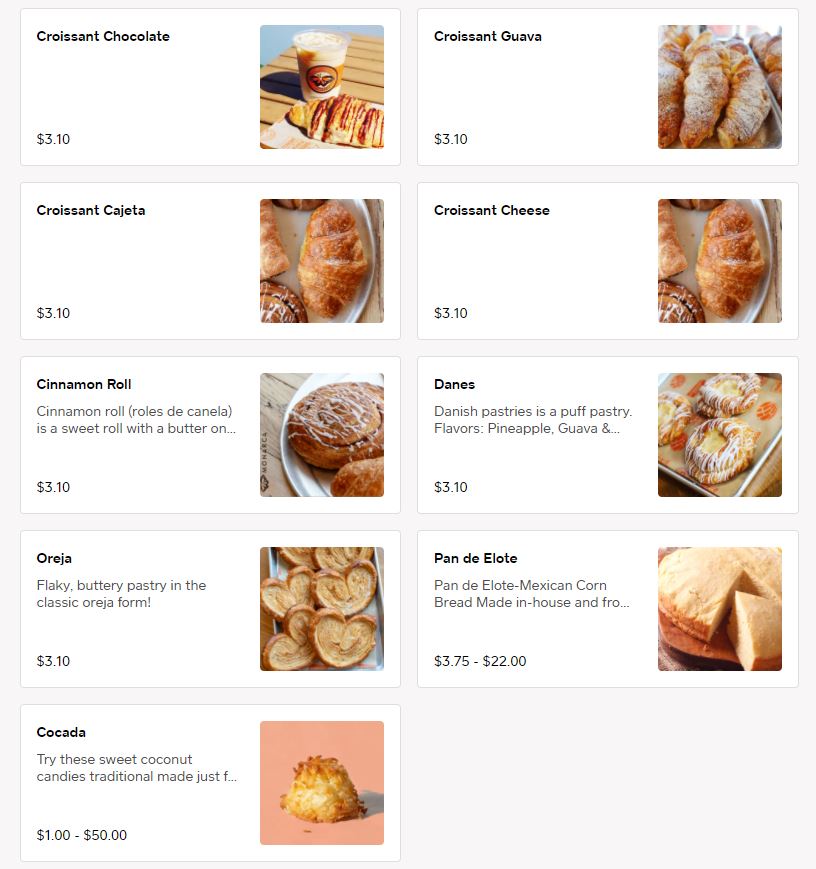 Croissant Chocolate
$3.10
Croissant Guava
$3.10
Croissant Cajeta
$3.10
Croissant Cheese
$3.10
Cinnamon Roll
Cinnamon roll (roles de canela)
is a sweet roll with a butter on...
$3.10
MONARCA
Danes
Danish pastries is a puff pastry.
Flavors: Pineapple, Guava &...
$3.10
Oreja
Flaky, buttery pastry in the
classic oreja form!
$3.10
Pan de Elote
Pan de Elote-Mexican Corn
Bread Made in-house and fro...
$3.75 - $22.00
Cocada
Try these sweet coconut
candies traditional made just f...
$1.00 - $50.00